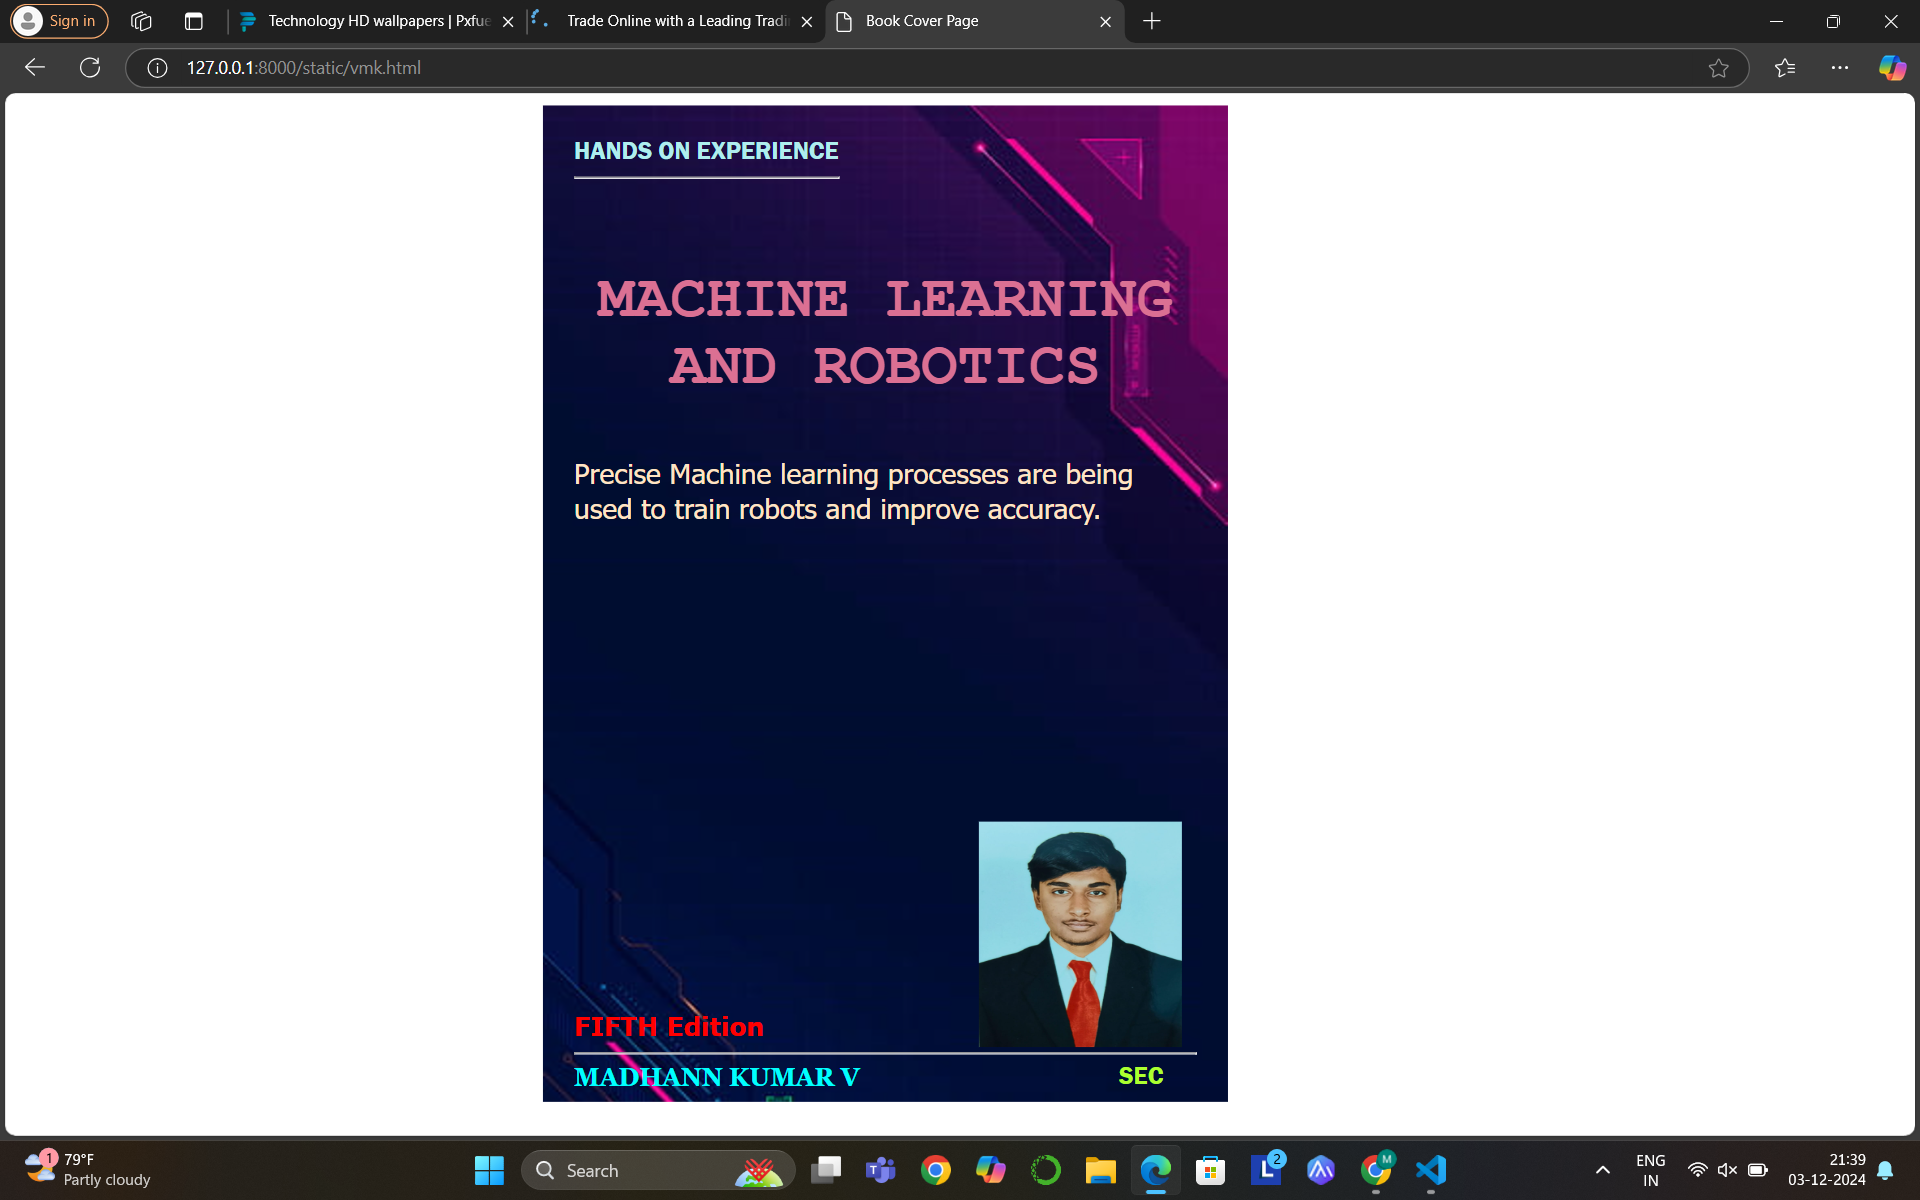 Sign in
Technology HD wallpapers | Pxfue
Trade Online with a Leading Tradi
Book Cover Page
127.0.0.1:8000/static/vmk.html
HANDS ON EXPERIENCE
MACHINE LEARNING
AND ROBOTICS
Precise Machine learning processes are being
used to train robots and improve accuracy.
FIFTH Edition
MADHANN KUMAR V
SEC
1
79°F
Partly cloudy
Search
L
2
M
ENG
IN
21:39
03-12-2024